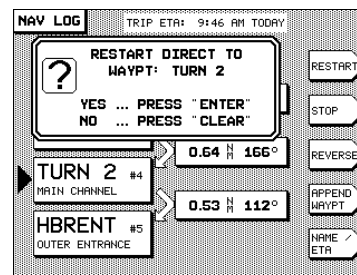 NAV LOG
TRIP ETA: 9:46 AM TODAY
RESTART DIRECT TO
WAYPT: TURN 2
?
YES ... PRESS "ENTER"
NO ... PRESS "CLEAR"
RESTART
STOP
REVERSE
APPEND
WAYPT
NAME /
ETA
0.64 NM 166°
TURN 2 #4
MAIN CHANNEL
0.53 NM 112°
HBRENT #5
OUTER ENTRANCE